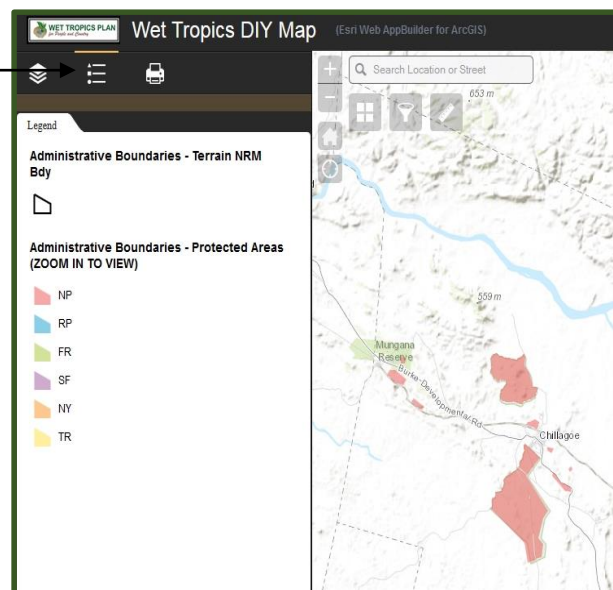 WET TROPICS PLAN
for People and Country
Wet Tropics DIY Map
(Esri Web AppBuilder for ArcGIS)
Legend
Administrative Boundaries - Terrain NRM
Bdy
Administrative Boundaries - Protected Areas
(ZOOM IN TO VIEW)
NP
RP
FR
SF
NY
TR
Search Location or Street
653 m
559 m
Mungana
Reserve
Burke-Developmental-Rd
Chillagoe